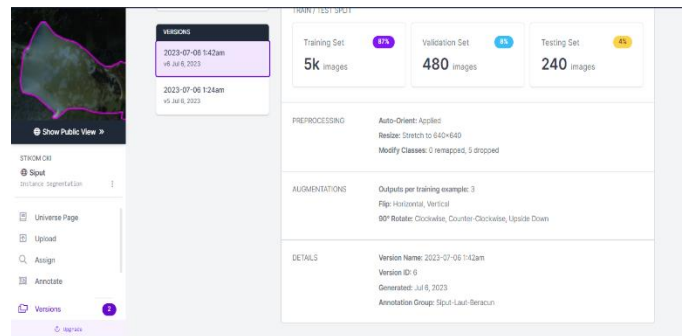 TRAIN / TEST SPLIT
VERSIONS
2023-07-06 1:42am
v6 Jul 6, 2023
2023-07-06 1:24am
v5 Jul 6, 2023
Training Set 87%
5k images
Validation Set 8%
480 images
Testing Set 4%
240 images
Show Public View »
STIKOM OKI
Siput
Instance Segmentation
Universe Page
Upload
Assign
Annotate
Versions 2
Upgrade
PREPROCESSING
Auto-Orient: Applied
Resize: Stretch to 640×640
Modify Classes: 0 remapped, 5 dropped
AUGMENTATIONS
Outputs per training example: 3
Flip: Horizontal, Vertical
90° Rotate: Clockwise, Counter-Clockwise, Upside Down
DETAILS
Version Name: 2023-07-06 1:42am
Version ID: 6
Generated: Jul 6, 2023
Annotation Group: Siput-Laut-Beracun